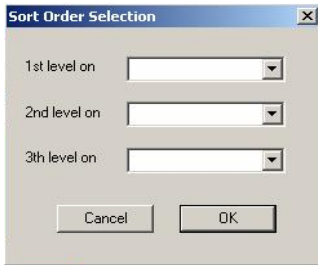 Sort Order Selection
1st level on
2nd level on
3th level on
Cancel OK